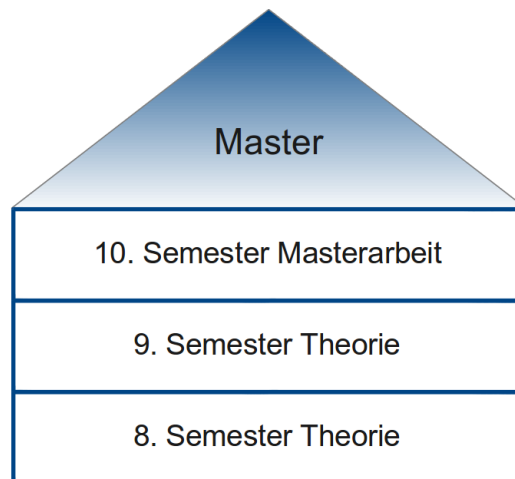 Master
10. Semester Masterarbeit
9. Semester Theorie
8. Semester Theorie